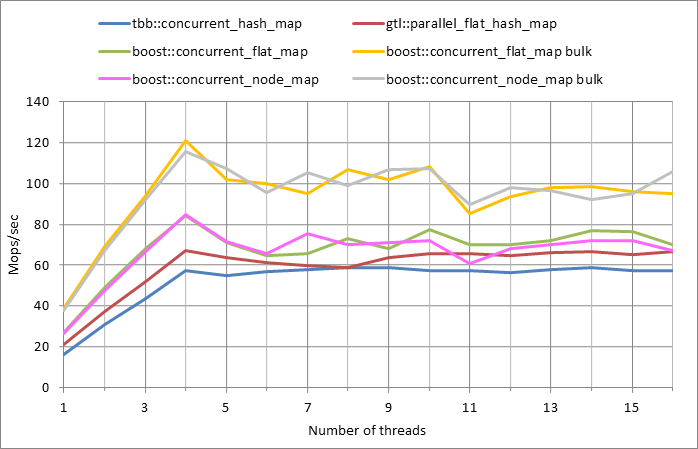 tbb::concurrent_hash_map gtl::parallel_flat_hash_map
boost::concurrent_flat_map boost::concurrent_flat_map bulk
boost::concurrent_node_map boost::concurrent_node_map bulk
140
120
100
80
60
40
20
0
Mops/sec
1 3 5 7 9 11 13 15
Number of threads